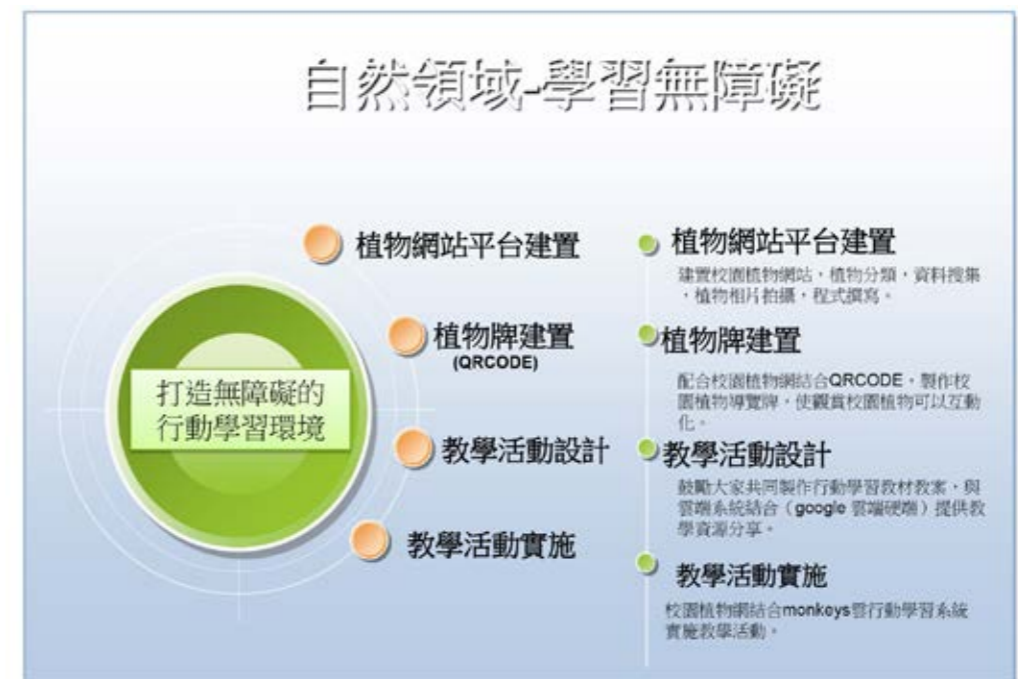 自然領域-學習無障礙
打造無障礙的
行動學習環境
植物網站平台建置
植物牌建置
(QRCODE)
教學活動設計
教學活動實施
植物網站平台建置
建置校園植物網站，植物分類，資料搜集
，植物相片拍攝，程式撰寫。
植物牌建置
配合校園植物網結合QRCODE，製作校
園植物導覽牌，使觀賞校園植物可以互動
化。
教學活動設計
鼓勵大家共同製作行動學習教材教案，與
雲端系統結合（google 雲端硬碟）提供教
學資源分享。
教學活動實施
校園植物網結合monkeys雲行動學習系統
實施教學活動。